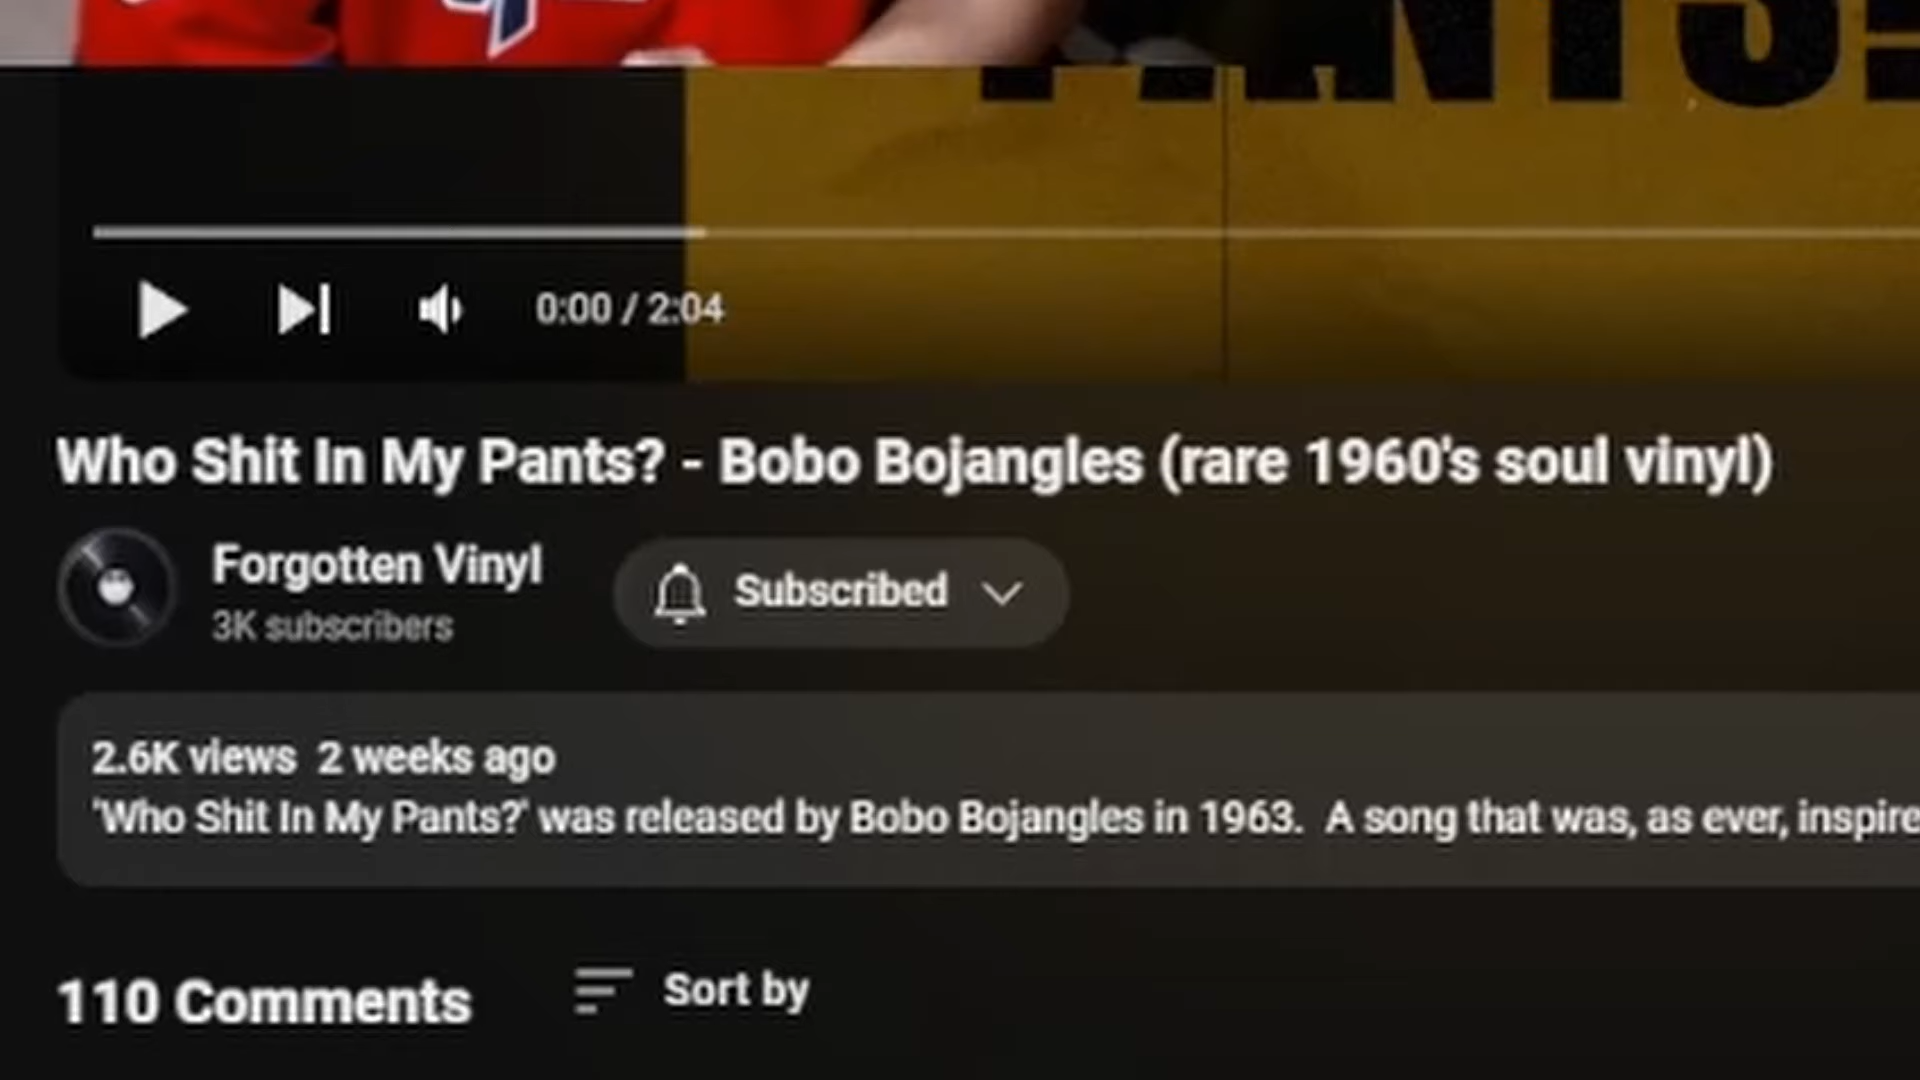 PANTS
0:00 / 2:04
Who Shit In My Pants? - Bobo Bojangles (rare 1960's soul vinyl)
Forgotten Vinyl
3K subscribers
Subscribed
2.6K views 2 weeks ago
'Who Shit In My Pants?' was released by Bobo Bojangles in 1963. A song that was, as ever, inspire
110 Comments
Sort by